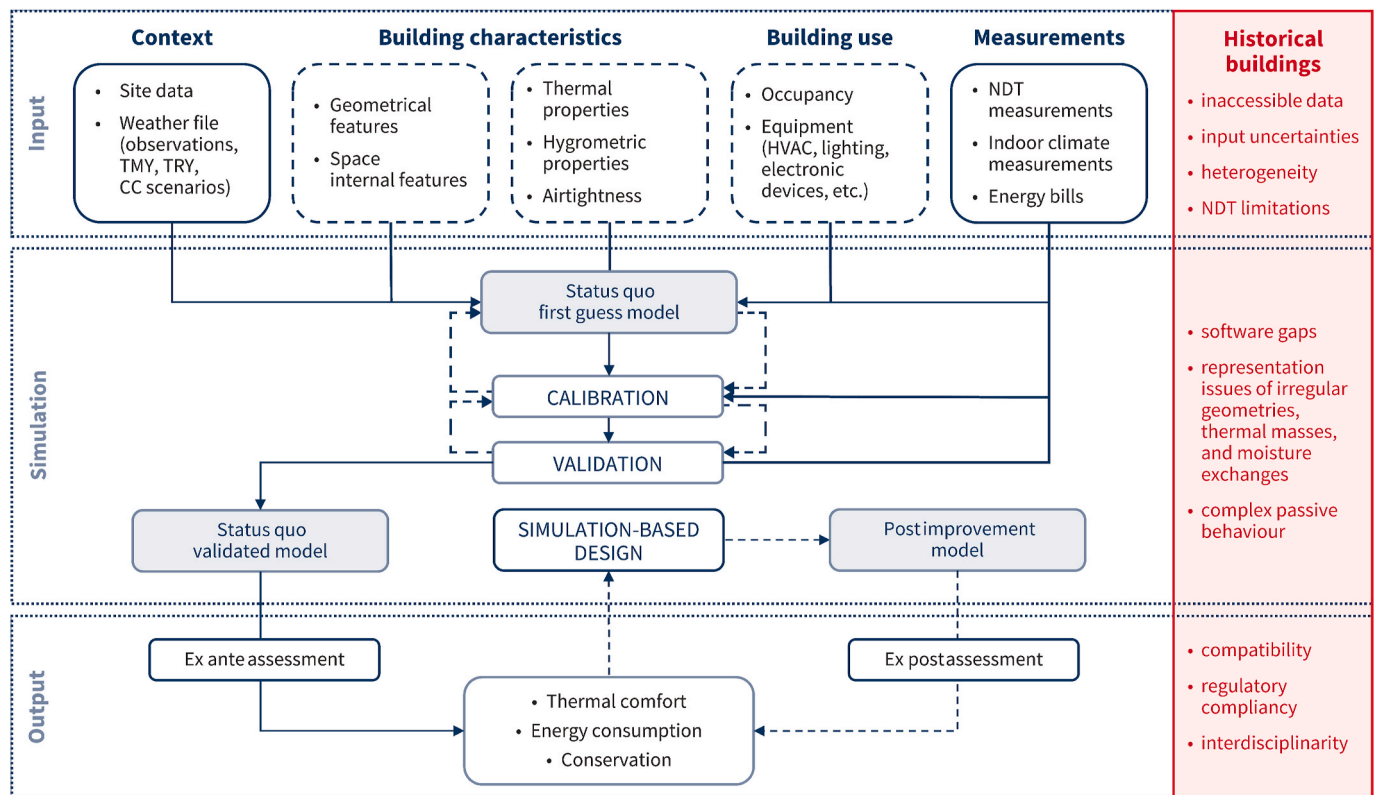 Context
Building characteristics
Building use
Measurements
Historical
buildings
Input
• Site data
• Weather file
(observations,
TMY, TRY,
CC scenarios)
• Geometrical
features
• Space
internal features
• Thermal
properties
• Hygrometric
properties
• Airtightness
• Occupancy
• Equipment
(HVAC, lighting,
electronic
devices, etc.)
• NDT
measurements
• Indoor climate
measurements
• Energy bills
• inaccessible data
• input uncertainties
• heterogeneity
• NDT limitations
Simulation
Status quo
first guess model
CALIBRATION
VALIDATION
Status quo
validated model
SIMULATION-BASED
DESIGN
Post improvement
model
• software gaps
• representation
issues of irregular
geometries,
thermal masses,
and moisture
exchanges
• complex passive
behaviour
Output
Ex ante assessment
• Thermal comfort
• Energy consumption
• Conservation
Ex post assessment
• compatibility
• regulatory
compliancy
• interdisciplinarity